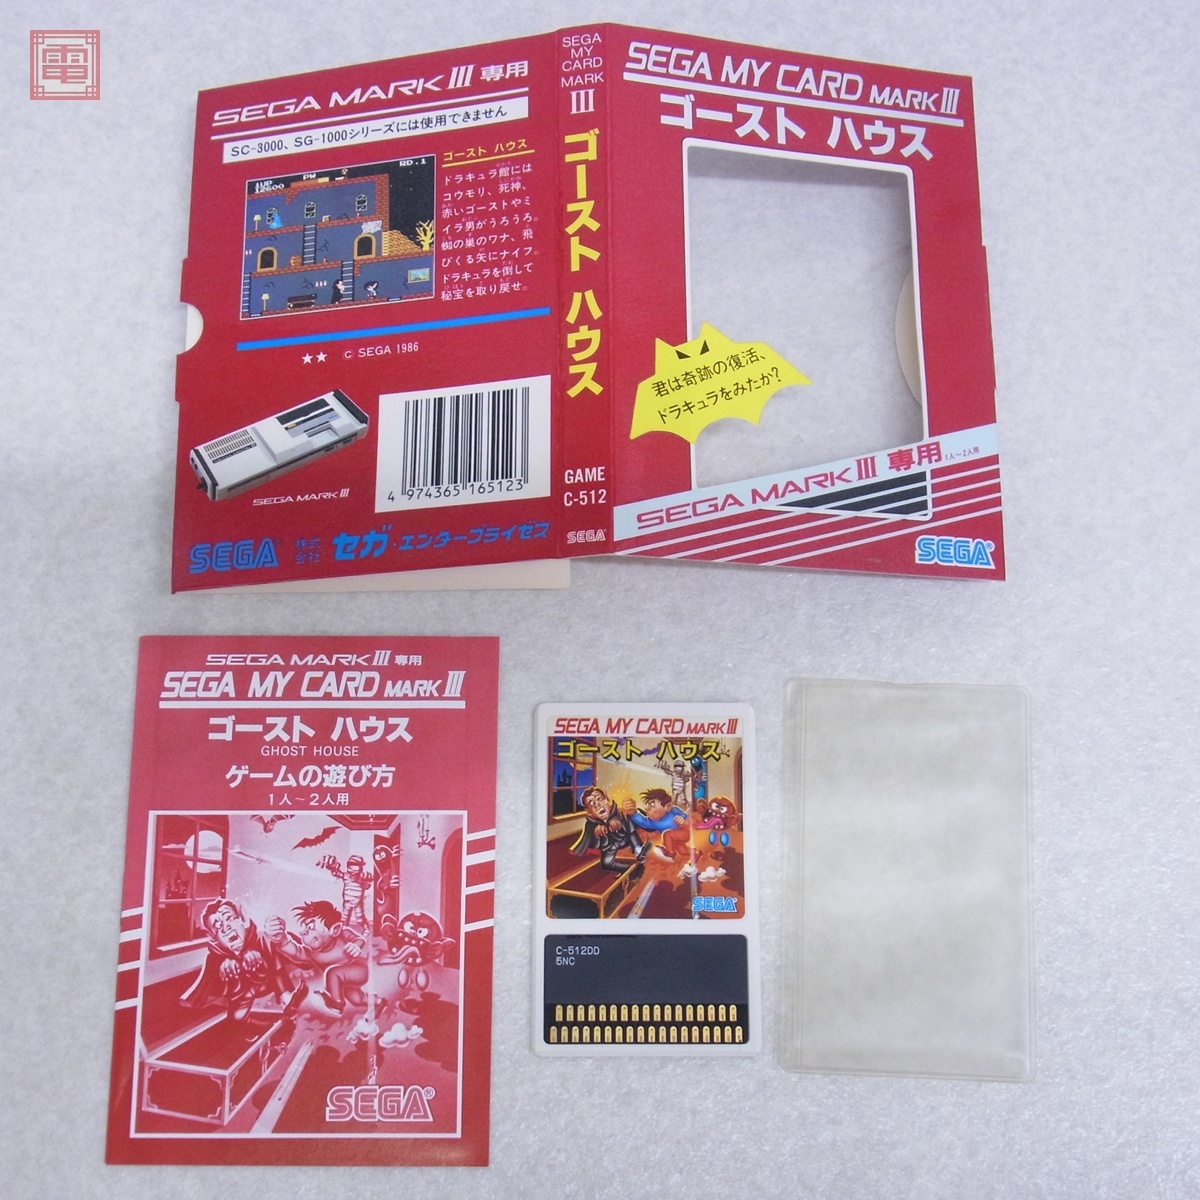 電
SEGA MARK III 専用
SC-3000、SG-1000シリーズには使用できません
1UP
12600
PW
RD.1
ゴースト ハウス
ドラキュラ館には
コウモリ、死神、
赤いゴーストやミ
イラ男がうろうろ。
蜘の巣のワナ、飛
びくる矢にナイフ。
ドラキュラを倒して
秘宝を取り戻せ。
★★ © SEGA 1986
SEGA MARK III
4 974365 165123
SEGA 株式会社 セガ・エンタープライゼス
SEGA
MY
CARD
MARK
III
ゴースト ハウス
GAME
C-512
SEGA
SEGA MY CARD MARK III
ゴースト ハウス
君は奇跡の復活、
ドラキュラをみたか?
SEGA MARK III 専用 1人〜2人用
SEGA
SEGA MARK III 専用
SEGA MY CARD MARK III
ゴースト ハウス
GHOST HOUSE
ゲームの遊び方
1人〜2人用
SEGA®
SEGA MY CARD MARK III
ゴースト ハウス
SEGA
C-512DD
5NC